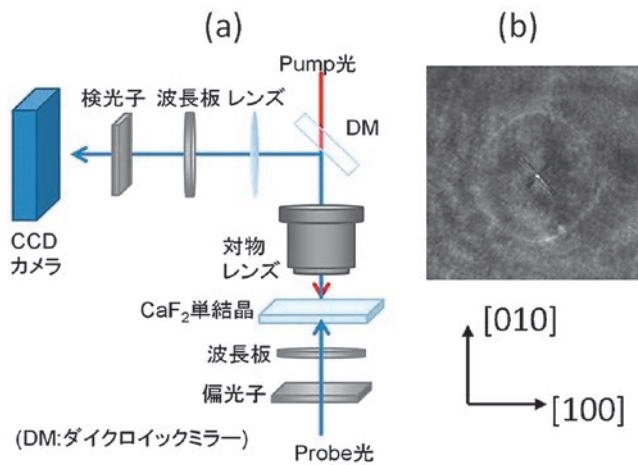 (a)
(b)
Pump光
検光子 波長板 レンズ
DM
CCD
カメラ
対物
レンズ
CaF₂単結晶
波長板
偏光子
(DM:ダイクロイックミラー)
Probe光
[010]
[100]